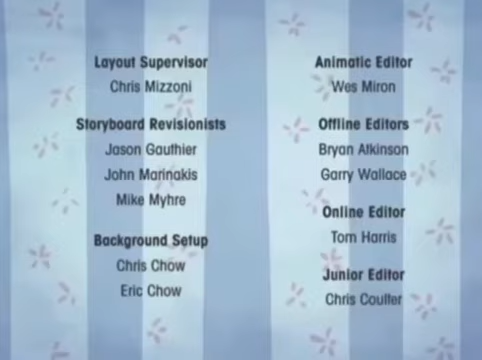 Layout Supervisor
Chris Mizzoni
Storyboard Revisionists
Jason Gauthier
John Marinakis
Mike Myhre
Background Setup
Chris Chow
Eric Chow
Animatic Editor
Wes Miron
Offline Editors
Bryan Atkinson
Garry Wallace
Online Editor
Tom Harris
Junior Editor
Chris Coulter